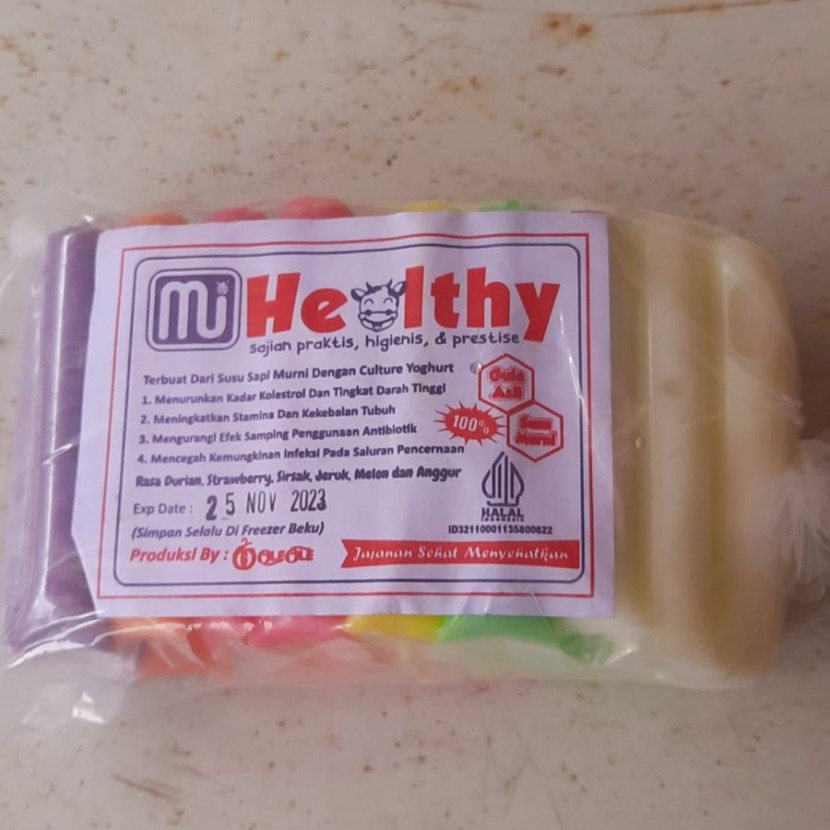 mu Healthy
sajian praktis, higienis, & prestise
Terbuat Dari Susu Sapi Murni Dengan Culture Yoghurt
1. Menurunkan Kadar Kolestrol Dan Tingkat Darah Tinggi
2. Meningkatkan Stamina Dan Kekebalan Tubuh
3. Mengurangi Efek Samping Penggunaan Antibiotik
4. Mencegah Kemungkinan Infeksi Pada Saluran Pencernaan
Gula Asli
100%
Susu Murni
Rasa Durian, Strawberry, Sirsak, Jeruk, Melon dan Anggur
Exp Date : 25 NOV 2023
(Simpan Selalu Di Freezer Beku)
HALAL
INDONESIA
ID32110001135800622
Produksi By : OLEOLE
Jajanan Sehat Menyehatkan